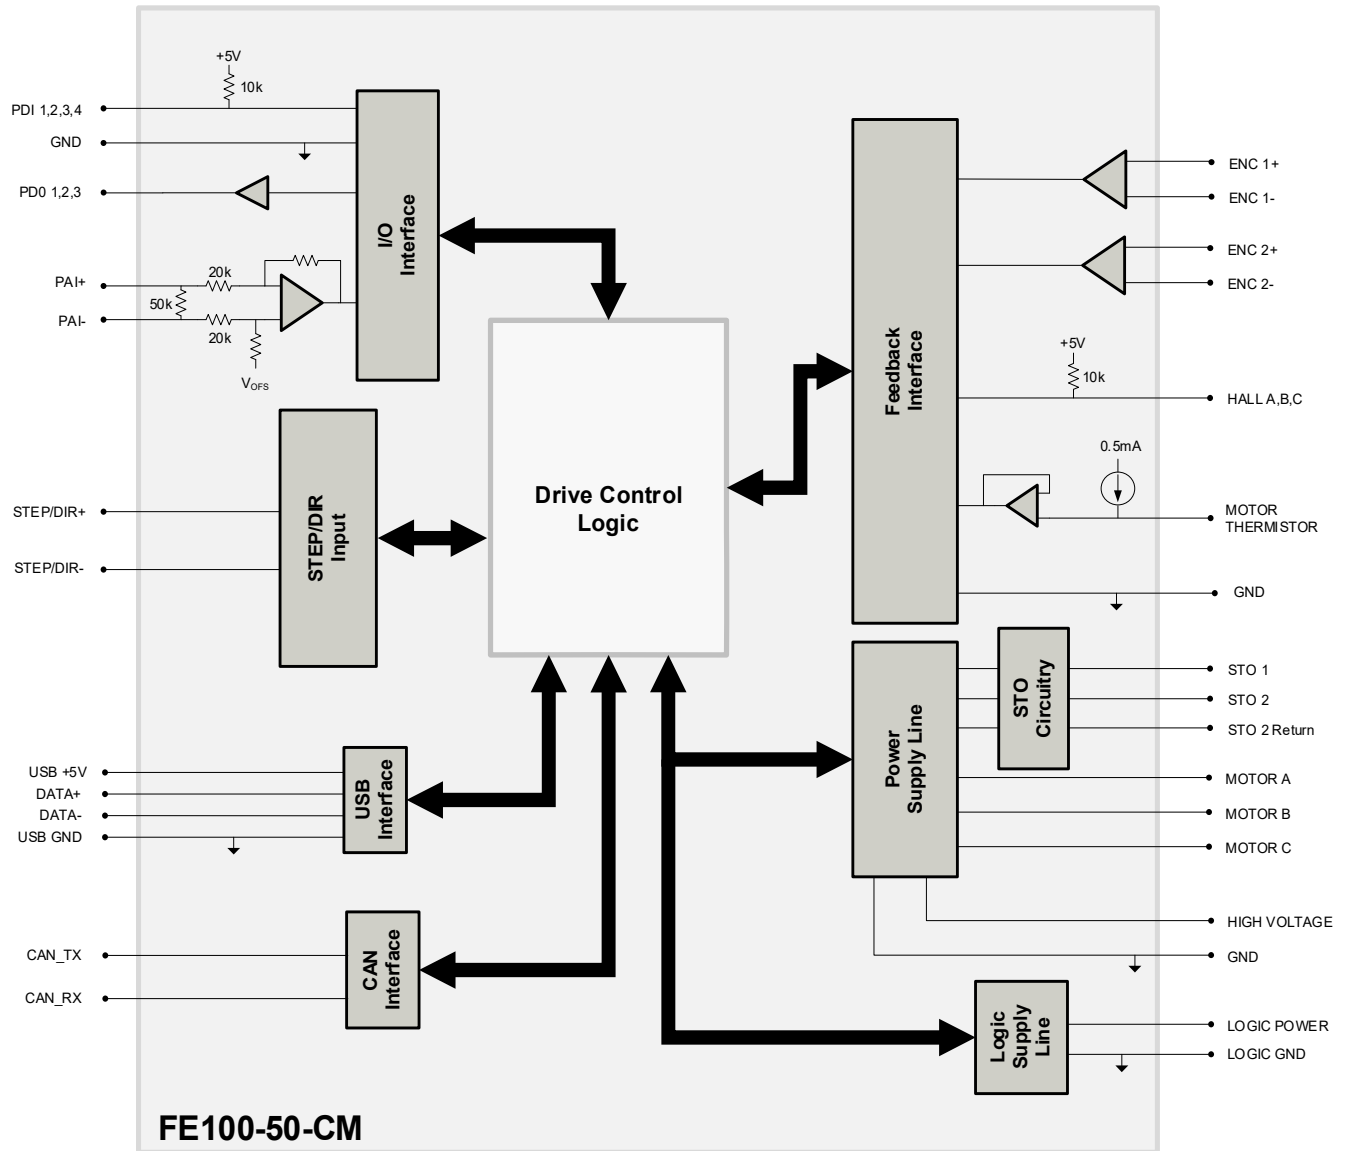 +5V
10k
PDI 1,2,3,4
GND
PD0 1,2,3
PAI+
20k
50k
PAI-
20k
VOFS
I/O
Interface
STEP/DIR+
STEP/DIR-
STEP/DIR
Input
Drive Control
Logic
USB +5V
DATA+
DATA-
USB GND
USB
Interface
CAN_TX
CAN_RX
CAN
Interface
Feedback
Interface
ENC 1+
ENC 1-
ENC 2+
ENC 2-
+5V
10k
HALL A,B,C
0.5mA
MOTOR
THERMISTOR
GND
Power
Supply Line
STO
Circuitry
STO 1
STO 2
STO 2 Return
MOTOR A
MOTOR B
MOTOR C
HIGH VOLTAGE
GND
Logic
Supply
Line
LOGIC POWER
LOGIC GND
FE100-50-CM